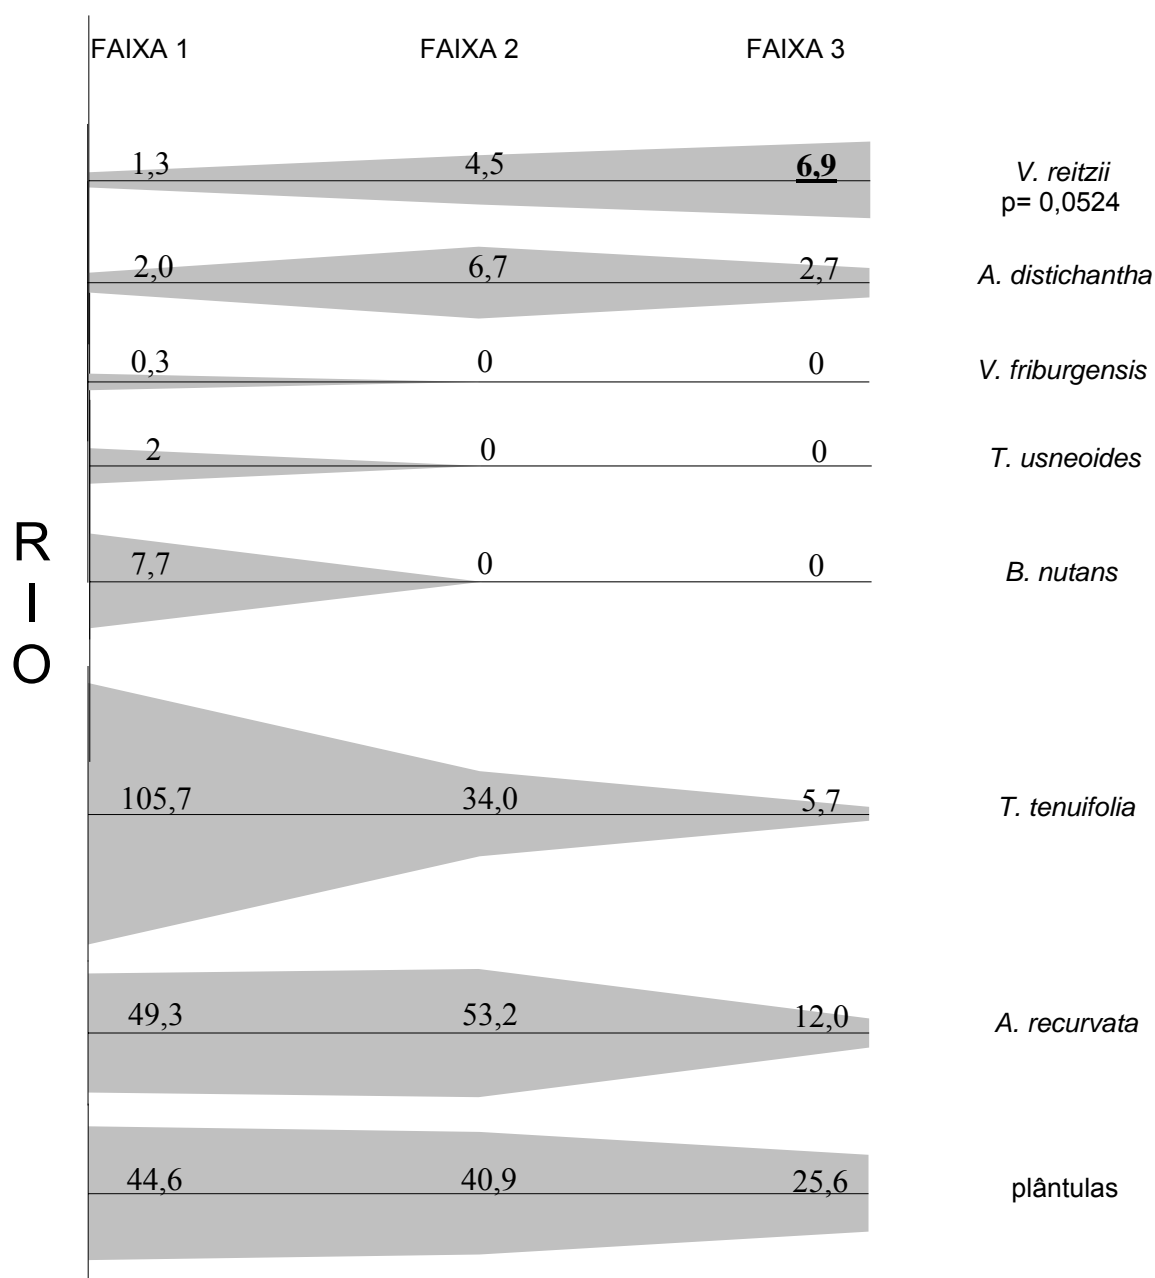 FAIXA 1 FAIXA 2 FAIXA 3
1,3 4,5 6,9 V. reitzii
p= 0,0524
2,0 6,7 2,7 A. distichantha
0,3 0 0 V. friburgensis
2 0 0 T. usneoides
R
I
O
7,7 0 0 B. nutans
105,7 34,0 5,7 T. tenuifolia
49,3 53,2 12,0 A. recurvata
44,6 40,9 25,6 plântulas